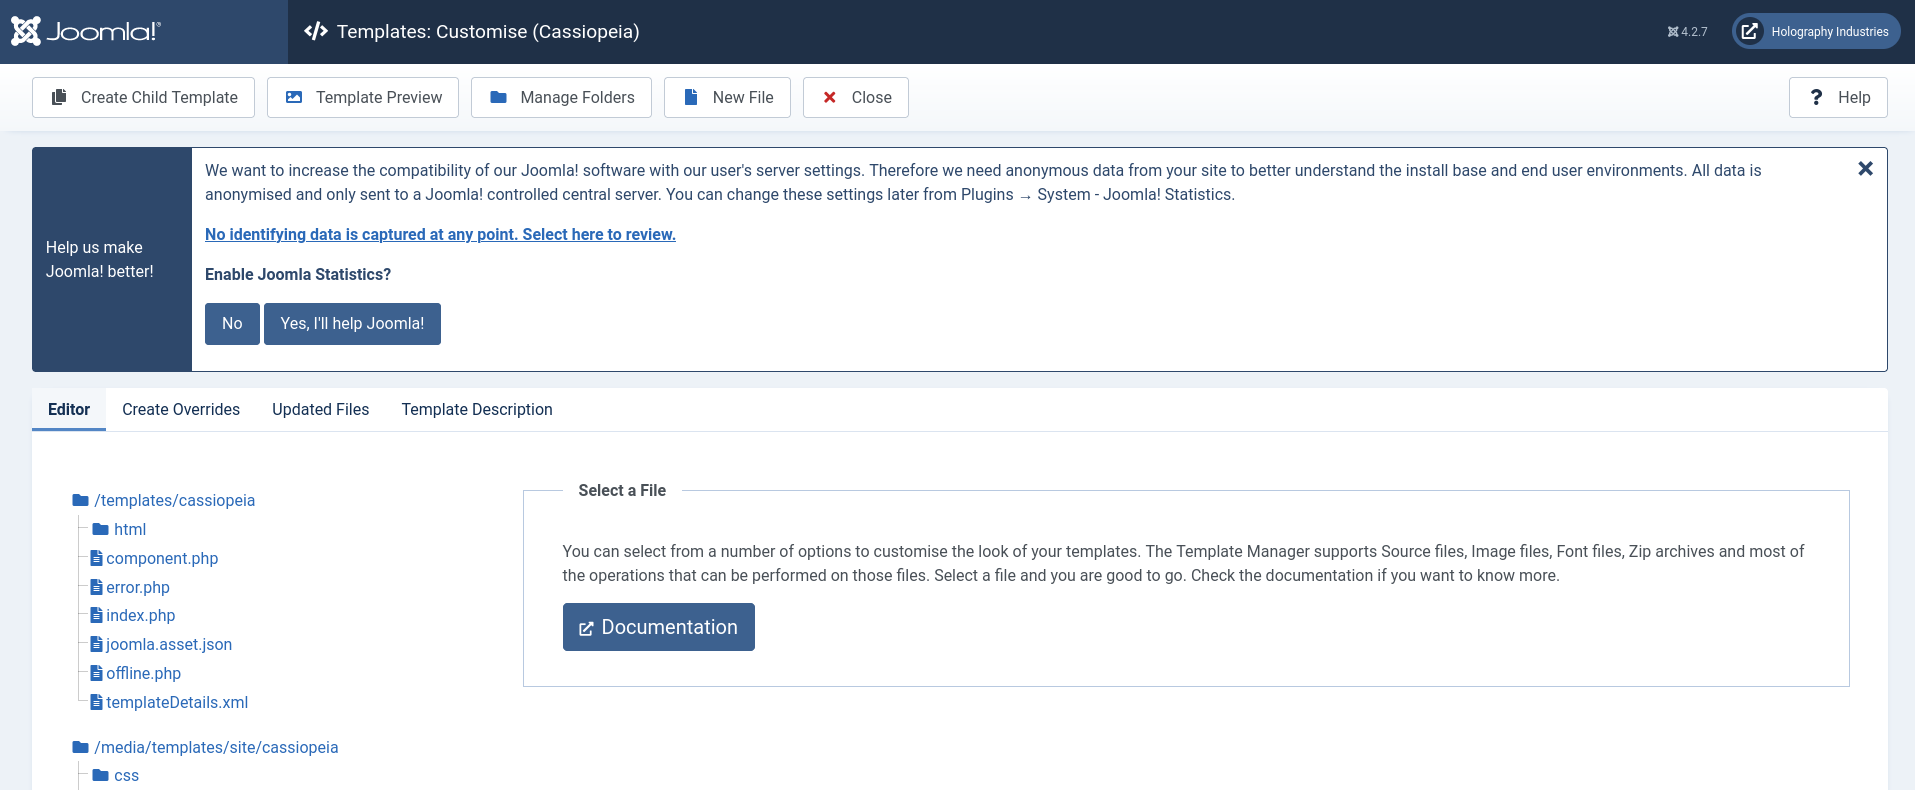 Joomla!®
Templates: Customise (Cassiopeia)
4.2.7
Holography Industries
Create Child Template
Template Preview
Manage Folders
New File
Close
Help
Help us make
Joomla! better!
We want to increase the compatibility of our Joomla! software with our user's server settings. Therefore we need anonymous data from your site to better understand the install base and end user environments. All data is
anonymised and only sent to a Joomla! controlled central server. You can change these settings later from Plugins → System - Joomla! Statistics.
No identifying data is captured at any point. Select here to review.
Enable Joomla Statistics?
No
Yes, I'll help Joomla!
Editor
Create Overrides
Updated Files
Template Description
/templates/cassiopeia
html
component.php
error.php
index.php
joomla.asset.json
offline.php
templateDetails.xml
/media/templates/site/cassiopeia
css
Select a File
You can select from a number of options to customise the look of your templates. The Template Manager supports Source files, Image files, Font files, Zip archives and most of
the operations that can be performed on those files. Select a file and you are good to go. Check the documentation if you want to know more.
Documentation